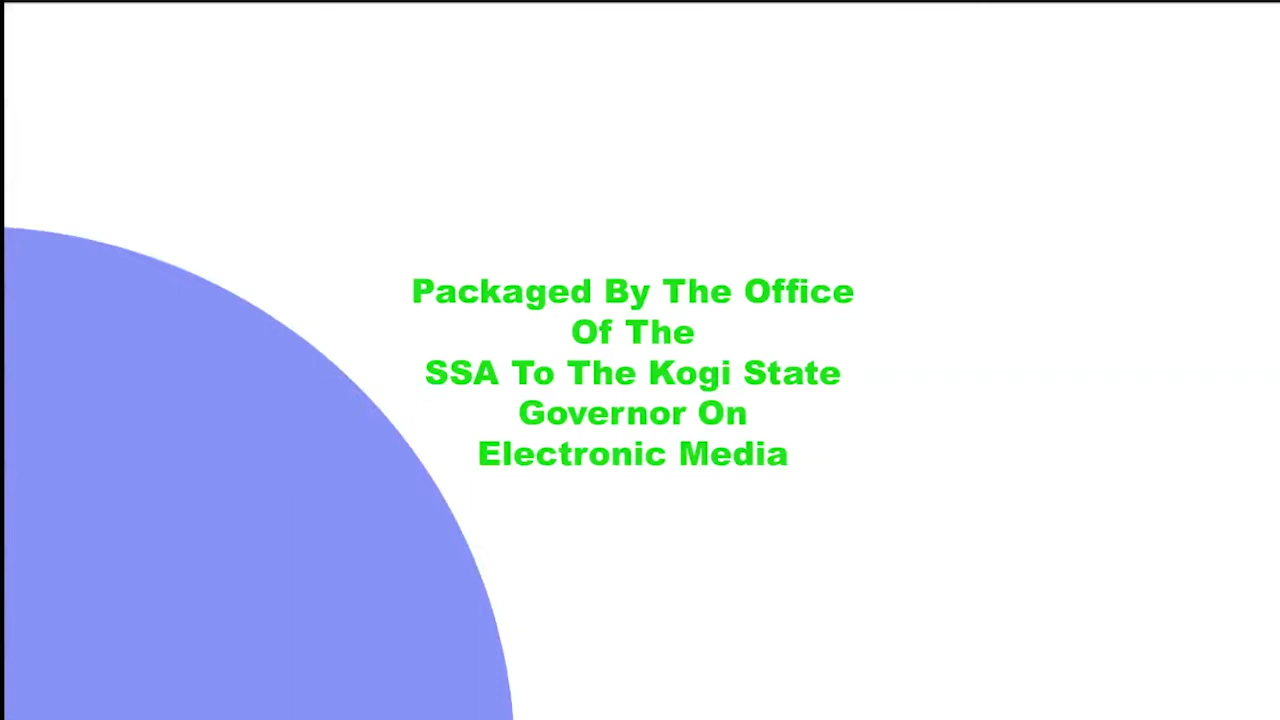 Packaged By The Office
Of The
SSA To The Kogi State
Governor On
Electronic Media